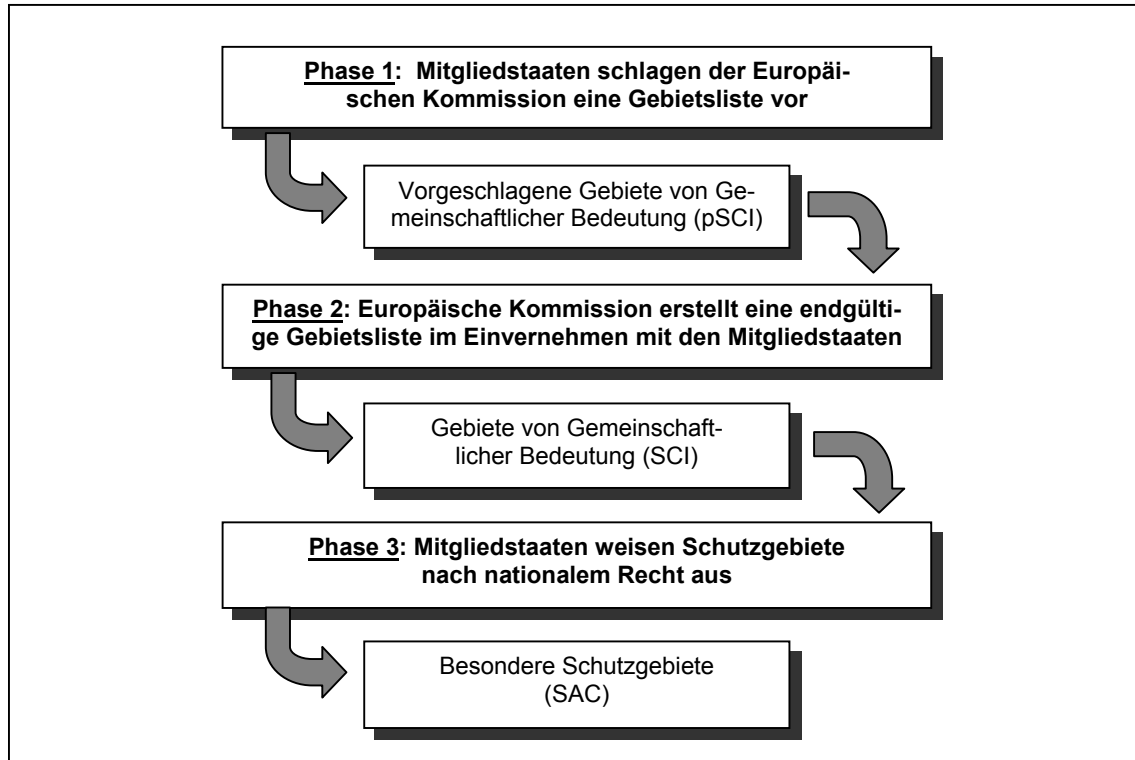 Phase 1:  Mitgliedstaaten schlagen der Europäi-
schen Kommission eine Gebietsliste vor
Vorgeschlagene Gebiete von Ge-
meinschaftlicher Bedeutung (pSCI)
Phase 2: Europäische Kommission erstellt eine endgülti-
ge Gebietsliste im Einvernehmen mit den Mitgliedstaaten
Gebiete von Gemeinschaft-
licher Bedeutung (SCI)
Phase 3: Mitgliedstaaten weisen Schutzgebiete
nach nationalem Recht aus
Besondere Schutzgebiete
(SAC)